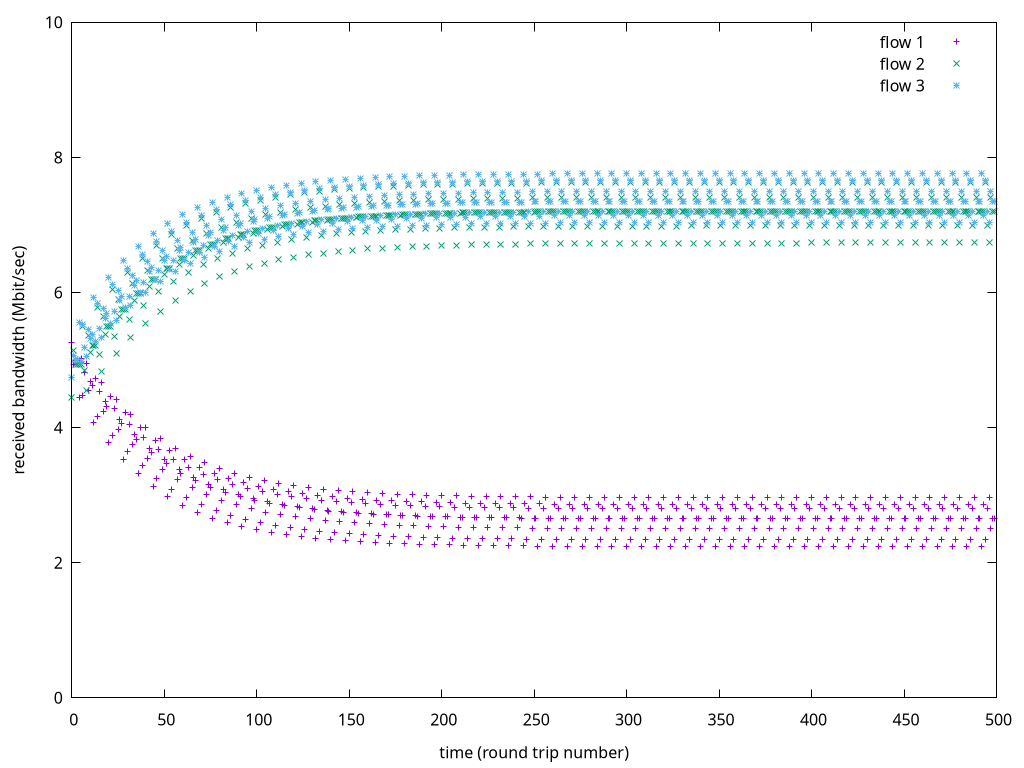 10
8
6
4
2
0
received bandwidth (Mbit/sec)
flow 1
flow 2
flow 3
0 50 100 150 200 250 300 350 400 450 500
time (round trip number)